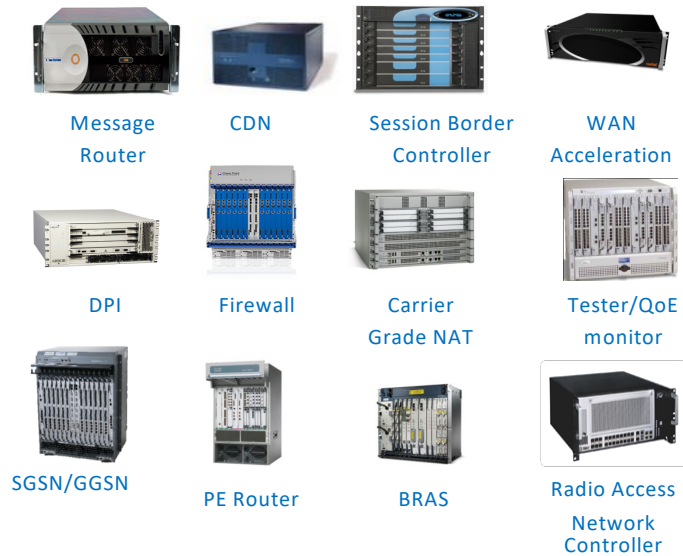 Message
Router
CDN
Session Border
Controller
WAN
Acceleration
DPI
Firewall
Carrier
Grade NAT
Tester/QoE
monitor
SGSN/GGSN
PE Router
BRAS
Radio Access
Network
Controller